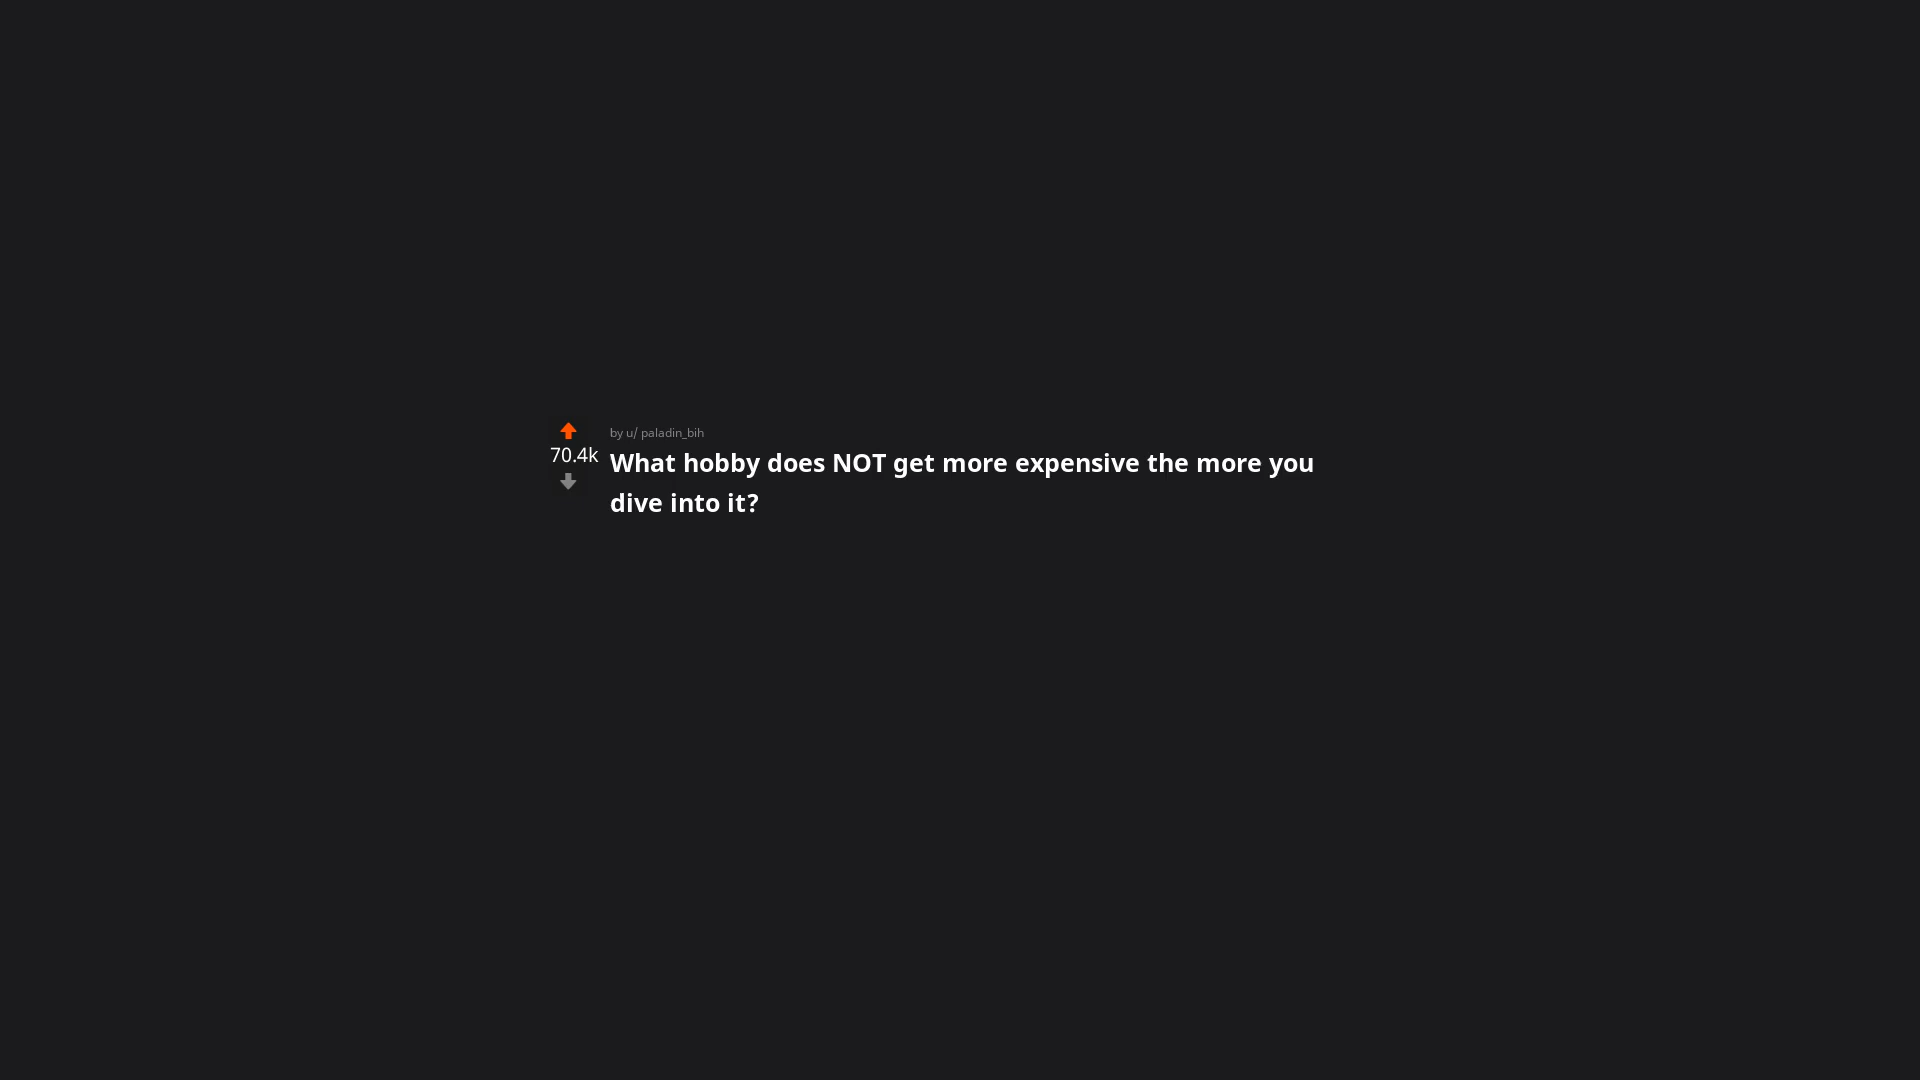 by u/ paladin_bih
70.4k
What hobby does NOT get more expensive the more you
dive into it?